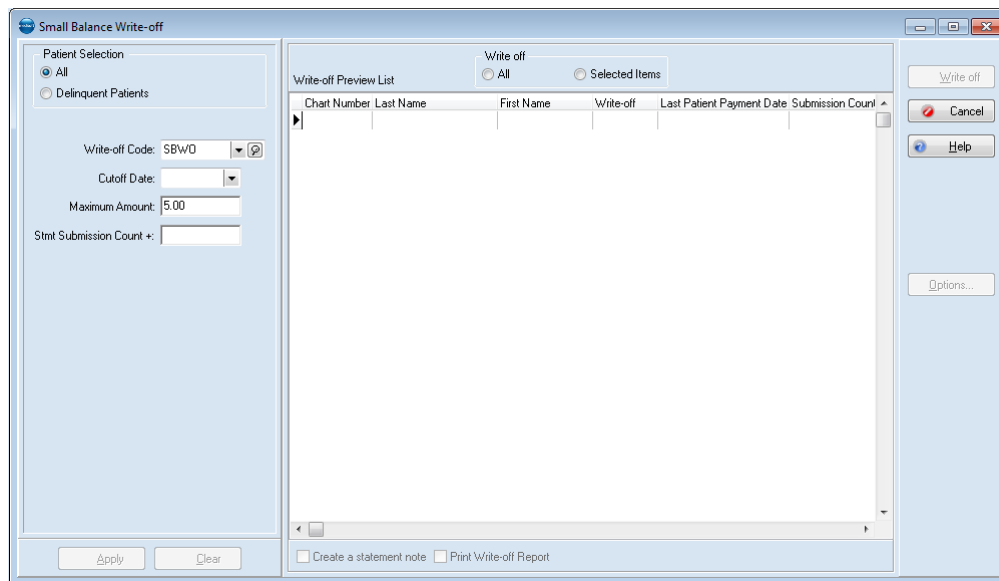 Small Balance Write-off
Patient Selection
All
Delinquent Patients
Write-off Code: SBWO
Cutoff Date:
Maximum Amount: 5.00
Stmt Submission Count +:
Apply Clear
Write off
All Selected Items
Write-off Preview List
Chart Number Last Name First Name Write-off Last Patient Payment Date Submission Count
Create a statement note Print Write-off Report
Write off
Cancel
Help
Options...